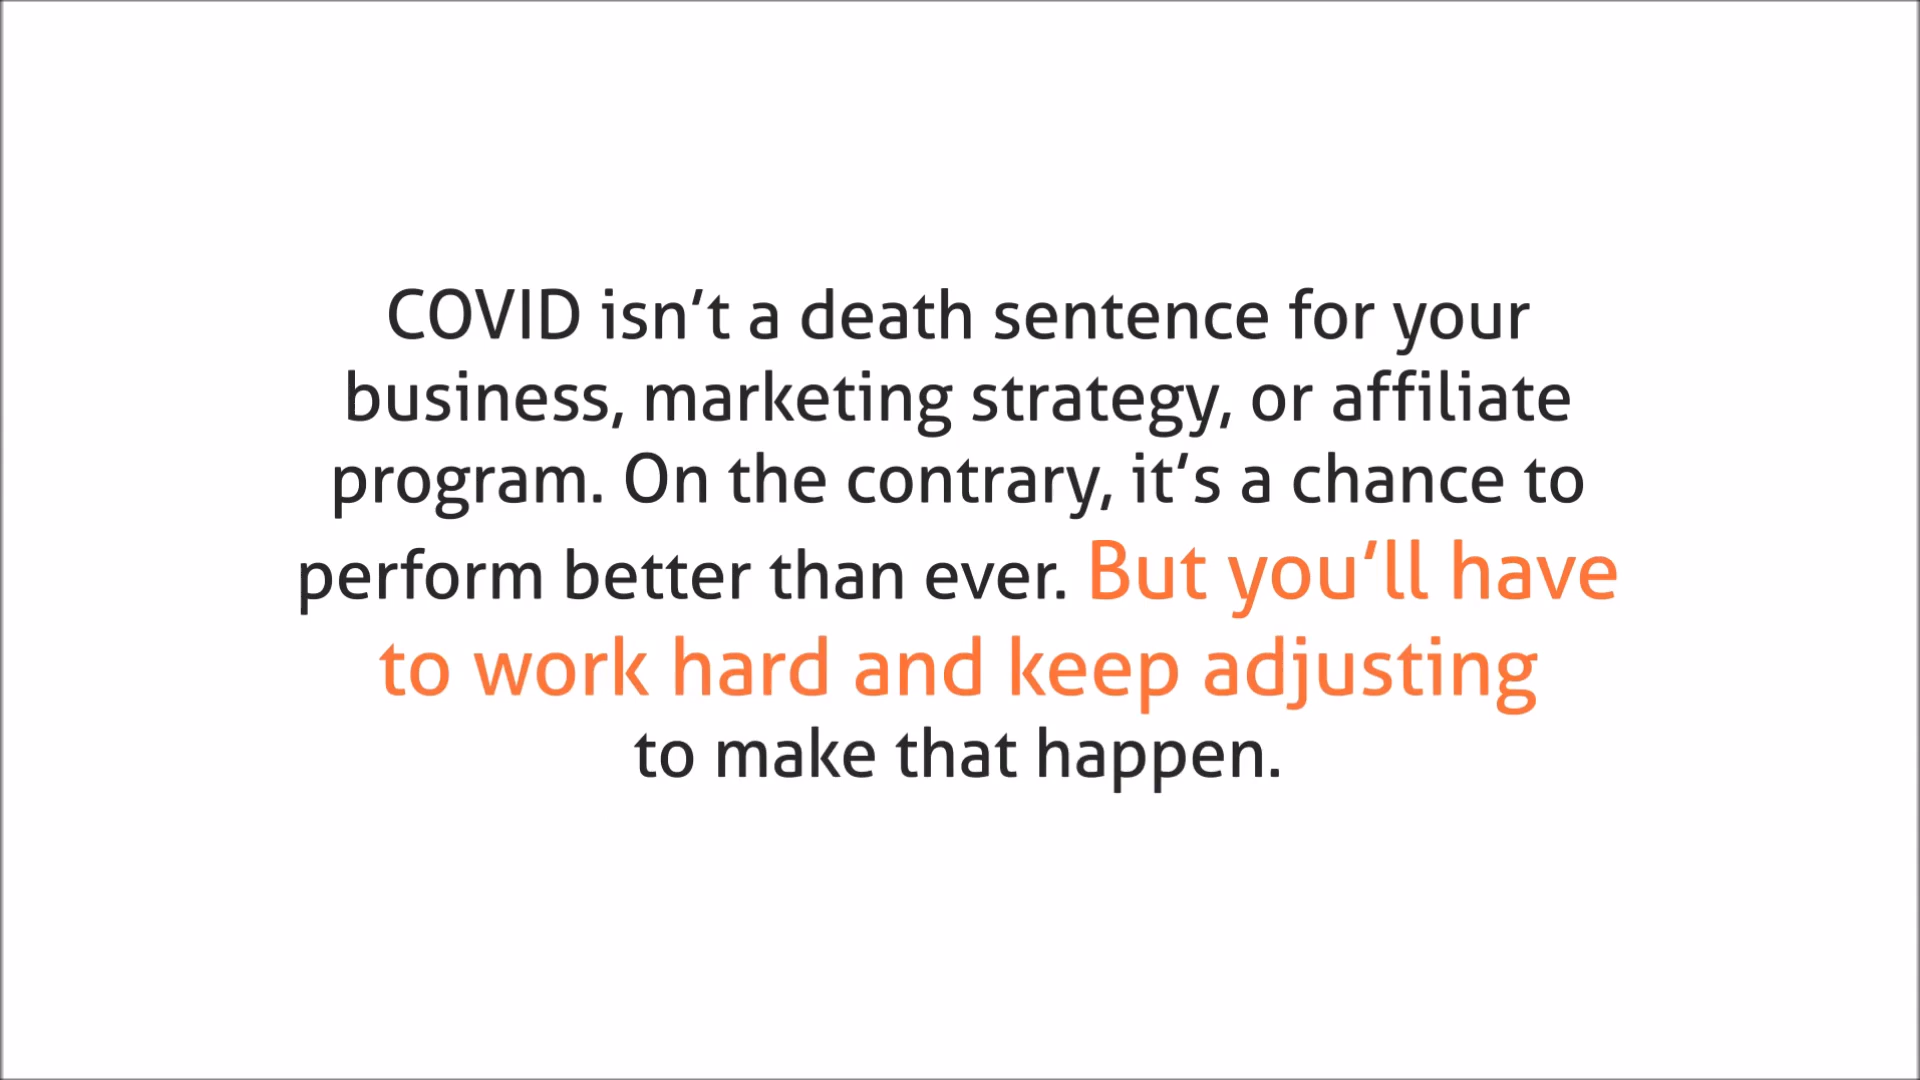 COVID isn’t a death sentence for your
business, marketing strategy, or affiliate
program. On the contrary, it’s a chance to
perform better than ever. But you’ll have
to work hard and keep adjusting
to make that happen.